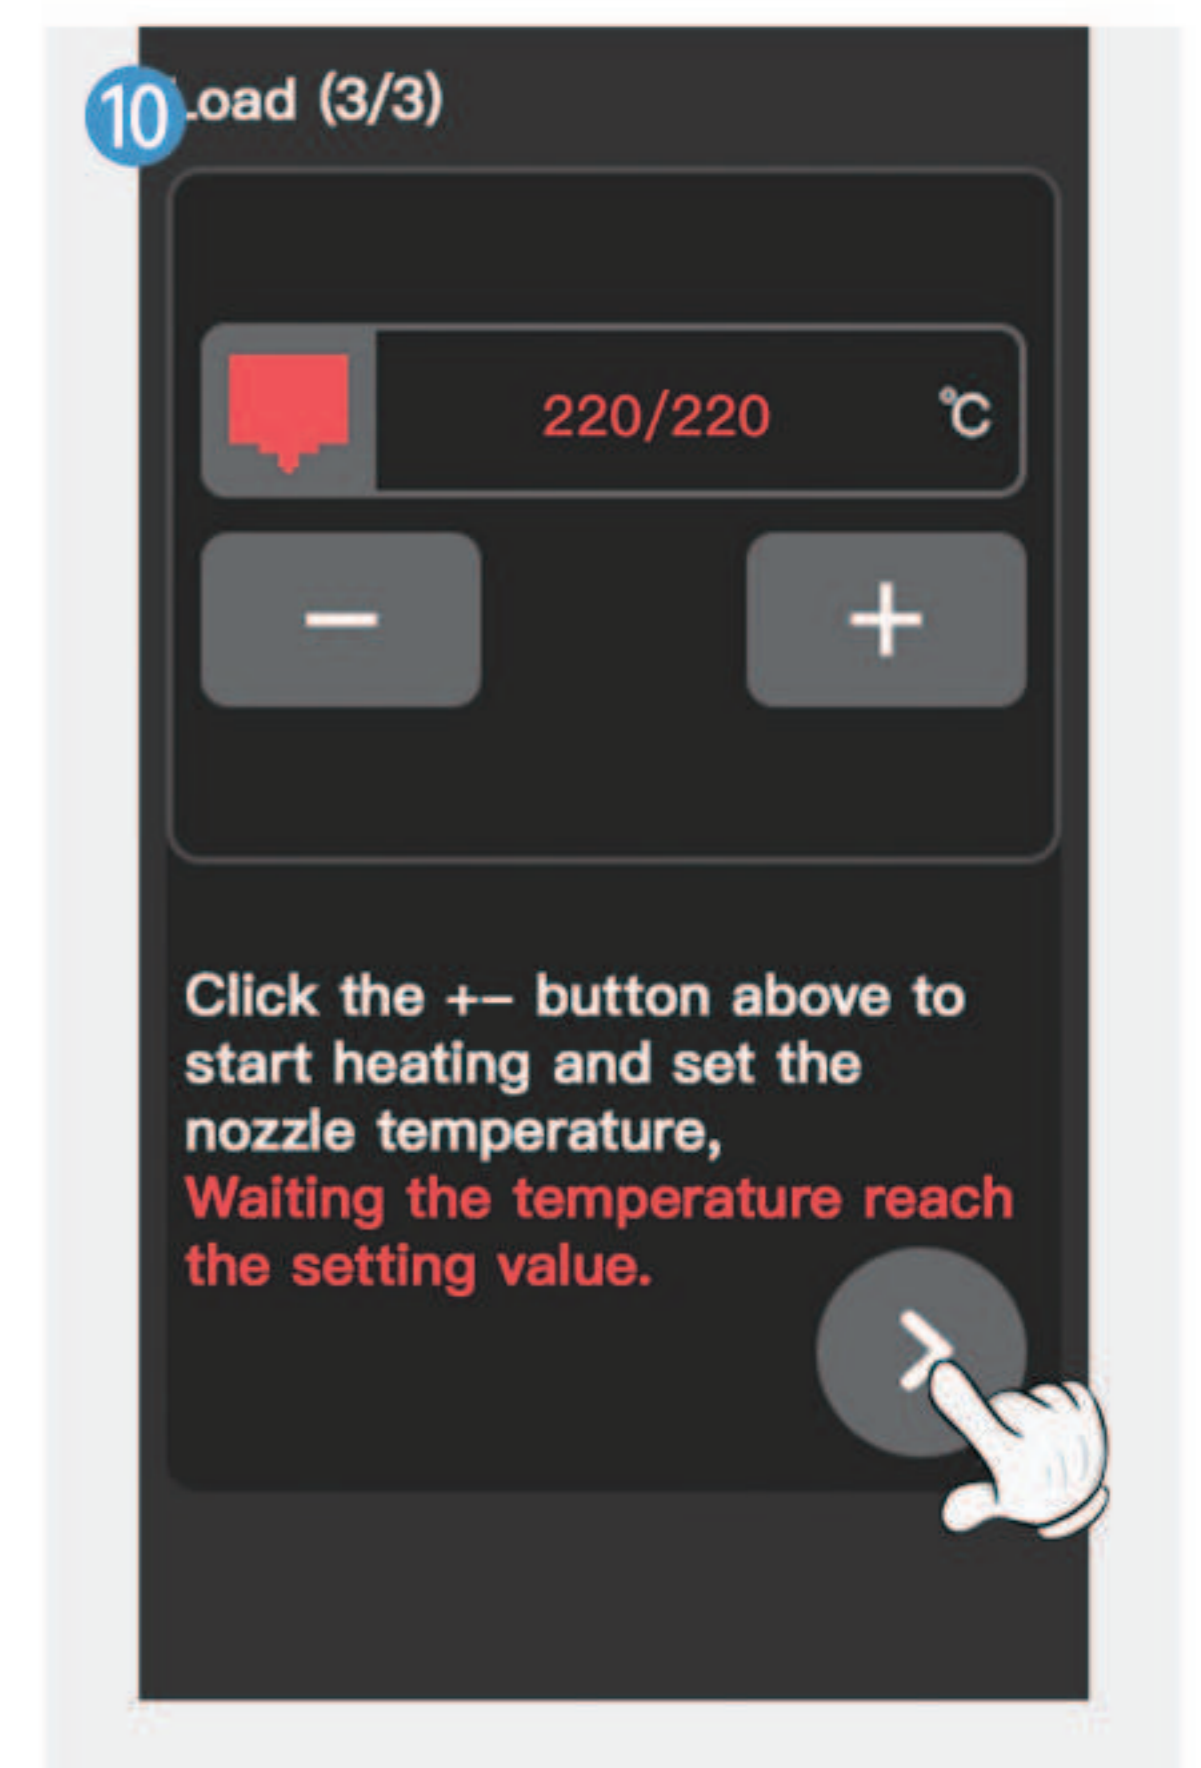 10
Load (3/3)
220/220 ℃
− +
Click the +− button above to
start heating and set the
nozzle temperature,
Waiting the temperature reach
the setting value.